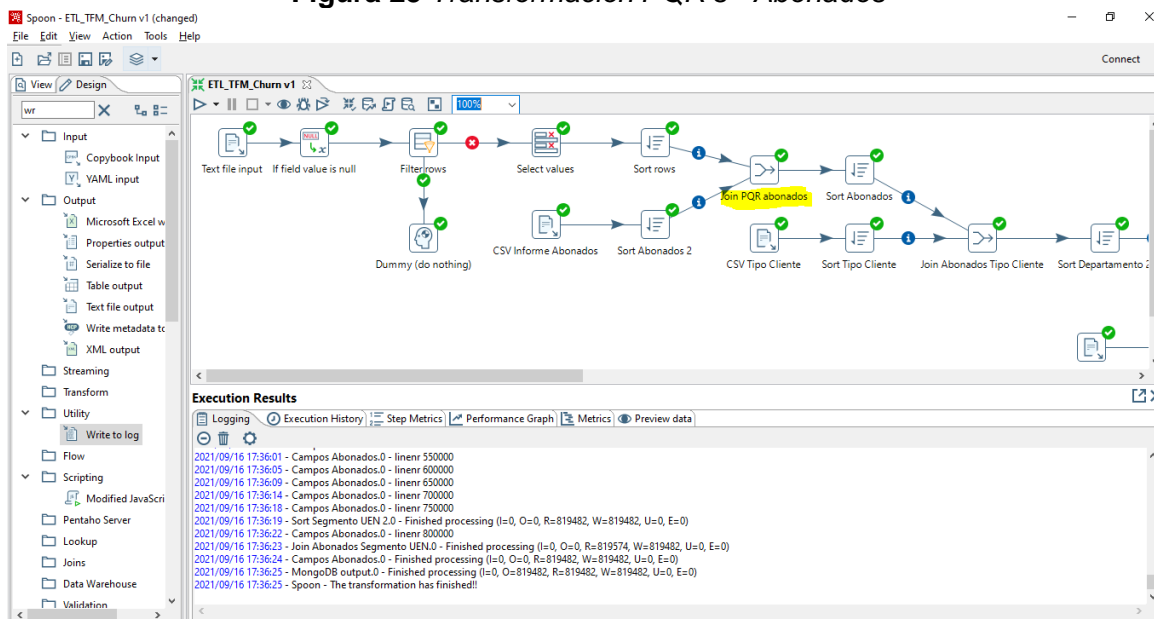 Spoon - ETL_TFM_Churn v1 (changed)
File Edit View Action Tools Help
Connect
View Design
ETL_TFM_Churn v1
wr
100%
Input
Copybook Input
YAML input
Output
Microsoft Excel w
Properties output
Serialize to file
Table output
Text file output
Write metadata to
XML output
Streaming
Transform
Utility
Write to log
Flow
Scripting
Modified JavaScri
Pentaho Server
Lookup
Joins
Data Warehouse
Validation
NULL
Text file input
If field value is null
Filter rows
Select values
Sort rows
Join PQR abonados
Sort Abonados
Dummy (do nothing)
CSV Informe Abonados
Sort Abonados 2
CSV Tipo Cliente
Sort Tipo Cliente
Join Abonados Tipo Cliente
Sort Departamento 2
Execution Results
Logging Execution History Step Metrics Performance Graph Metrics Preview data
2021/09/16 17:36:01 - Campos Abonados.0 - linenr 550000
2021/09/16 17:36:05 - Campos Abonados.0 - linenr 600000
2021/09/16 17:36:09 - Campos Abonados.0 - linenr 650000
2021/09/16 17:36:14 - Campos Abonados.0 - linenr 700000
2021/09/16 17:36:18 - Campos Abonados.0 - linenr 750000
2021/09/16 17:36:19 - Sort Segmento UEN 2.0 - Finished processing (I=0, O=0, R=819482, W=819482, U=0, E=0)
2021/09/16 17:36:22 - Campos Abonados.0 - linenr 800000
2021/09/16 17:36:23 - Join Abonados Segmento UEN.0 - Finished processing (I=0, O=0, R=819574, W=819482, U=0, E=0)
2021/09/16 17:36:24 - Campos Abonados.0 - Finished processing (I=0, O=0, R=819482, W=819482, U=0, E=0)
2021/09/16 17:36:25 - MongoDB output.0 - Finished processing (I=0, O=819482, R=819482, W=819482, U=0, E=0)
2021/09/16 17:36:25 - Spoon - The transformation has finished!!